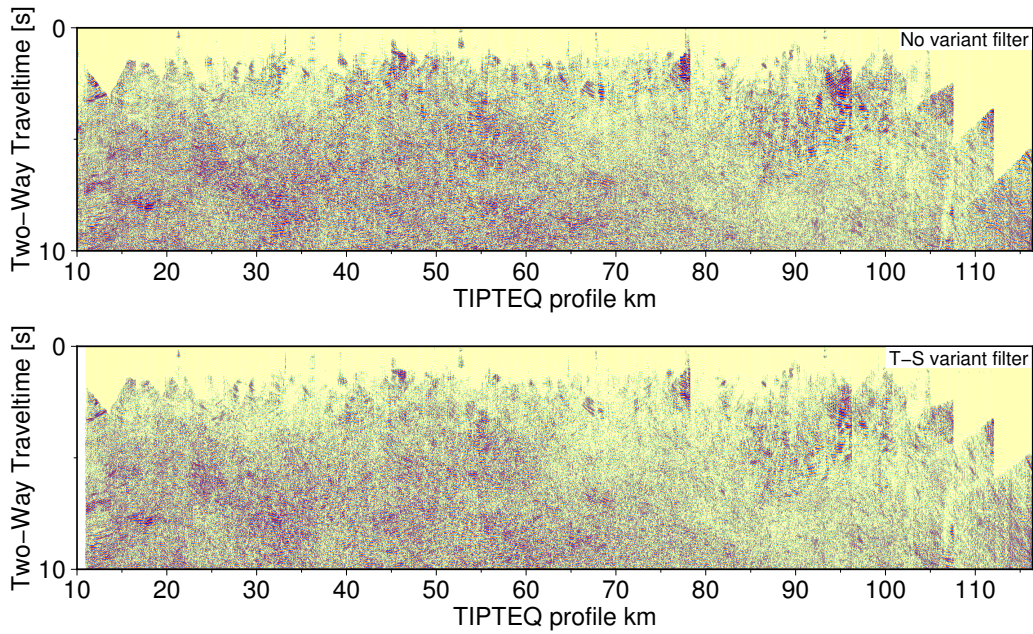 Two-Way Traveltime [s]
0
10
No variant filter
10 20 30 40 50 60 70 80 90 100 110
TIPTEQ profile km
Two-Way Traveltime [s]
0
10
T-S variant filter
10 20 30 40 50 60 70 80 90 100 110
TIPTEQ profile km